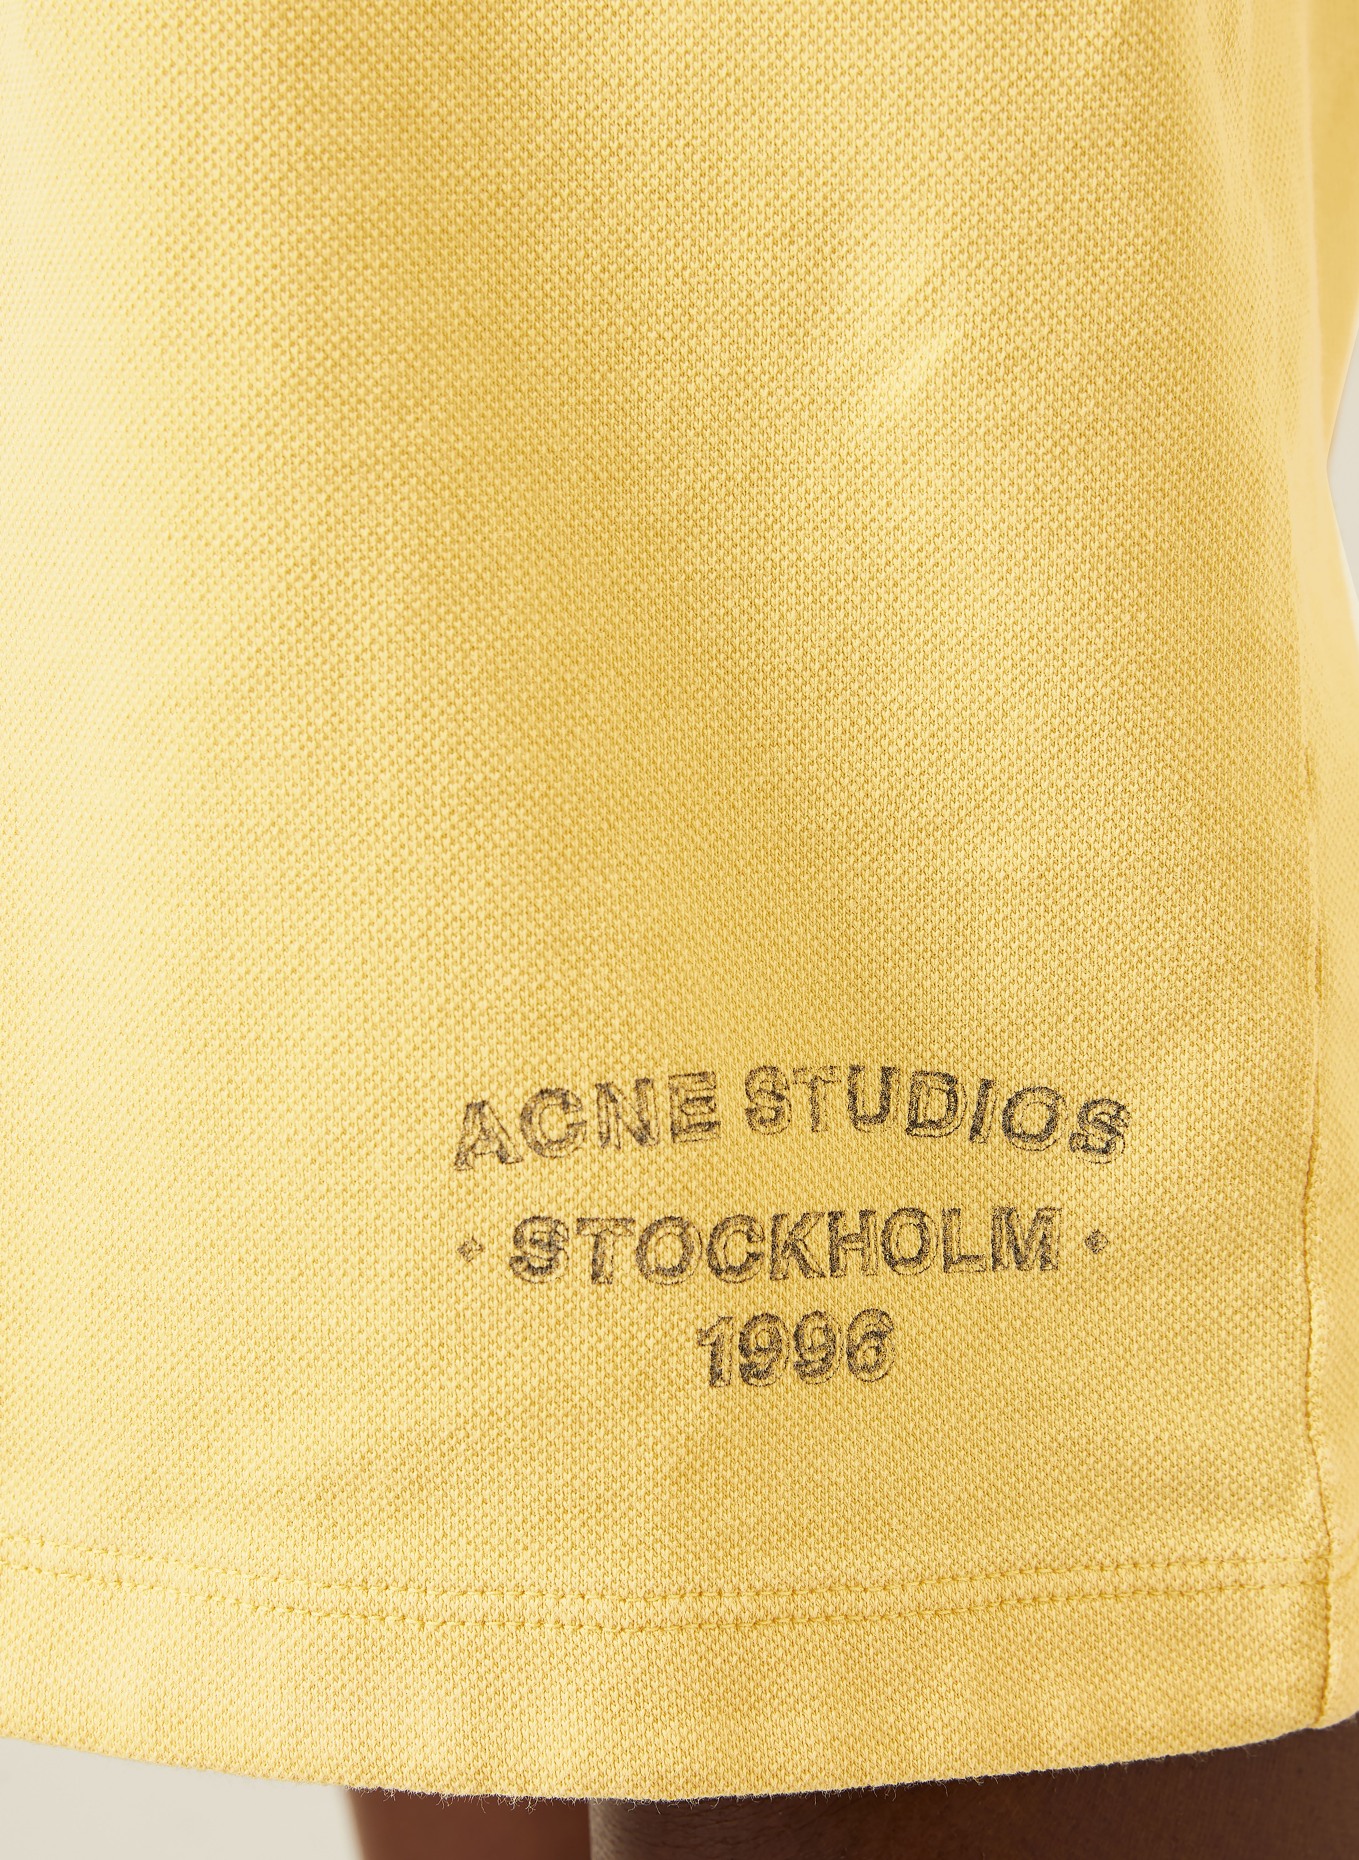 ACNE STUDIOS
• STOCKHOLM •
1996